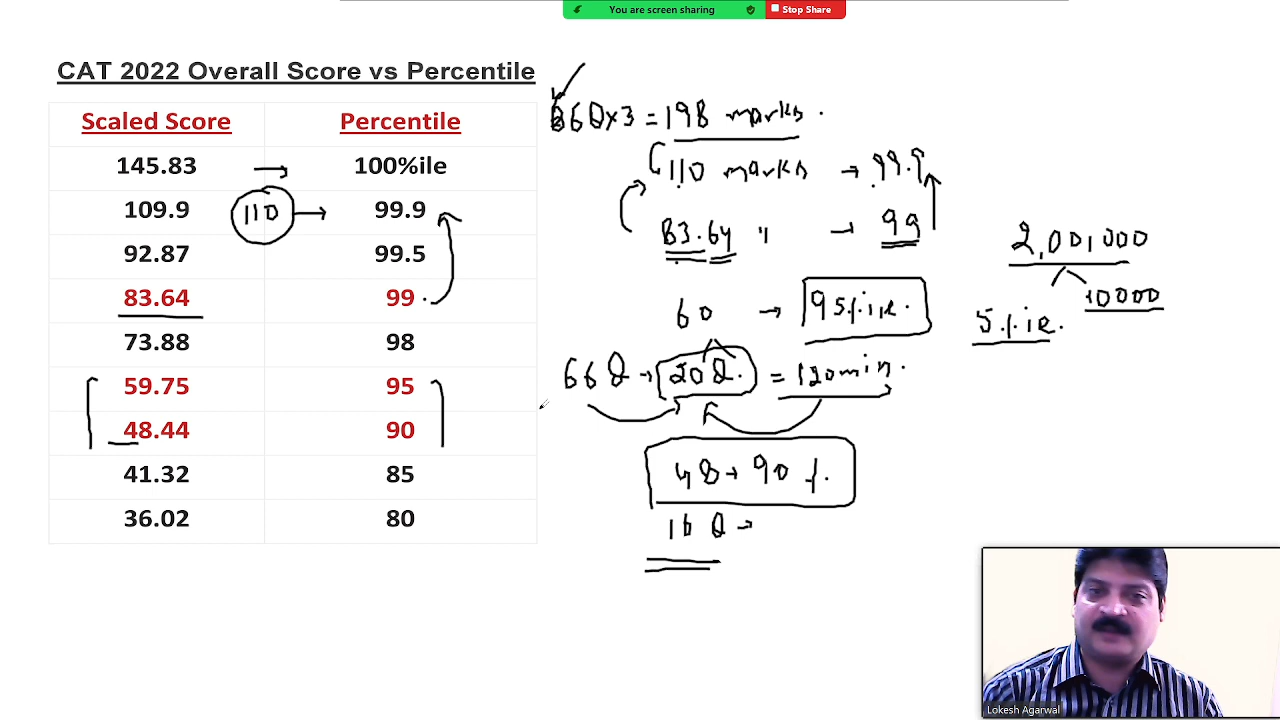 You are screen sharing
Stop Share
CAT 2022 Overall Score vs Percentile
Scaled Score Percentile
145.83 → 100%ile
109.9 110 → 99.9
92.87 99.5
83.64 99
73.88 98
59.75 95
48.44 90
41.32 85
36.02 80
66Q×3 = 198 marks.
110 marks → 99.9
83.64 " → 99
60 → 95%ile.
66 Q → 20Q. = 120min.
48 → 90%.
16 Q →
2,00,000
10000
5%ile.
Lokesh Agarwal